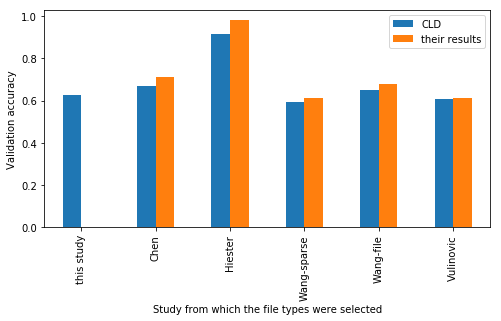 1.0
0.8
0.6
0.4
0.2
0.0
Validation accuracy
CLD
their results
this study
Chen
Hiester
Wang-sparse
Wang-file
Vulinovic
Study from which the file types were selected